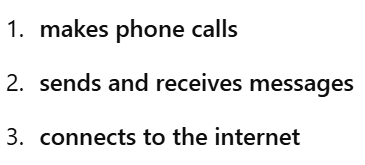 1. makes phone calls
2. sends and receives messages
3. connects to the internet